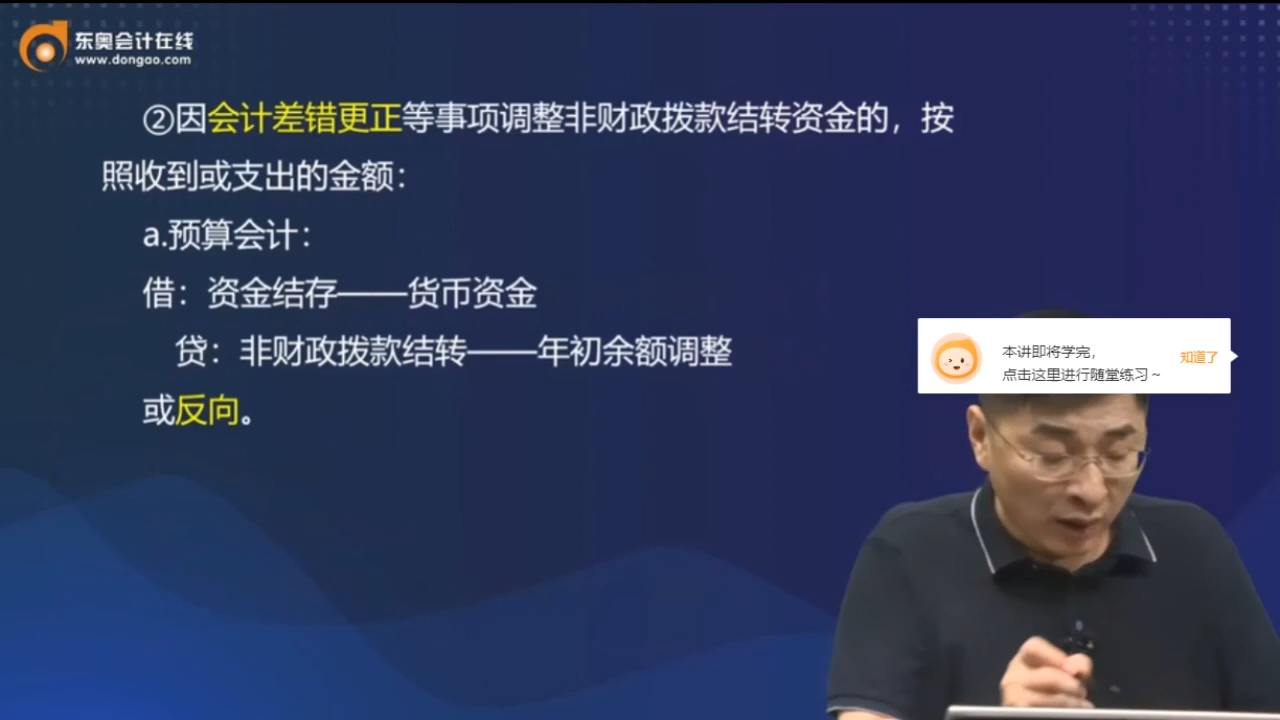 东奥会计在线
www.dongao.com
②因会计差错更正等事项调整非财政拨款结转资金的，按
照收到或支出的金额：
a.预算会计：
借：资金结存——货币资金
贷：非财政拨款结转——年初余额调整
或反向。
本讲即将学完，
点击这里进行随堂练习～
知道了